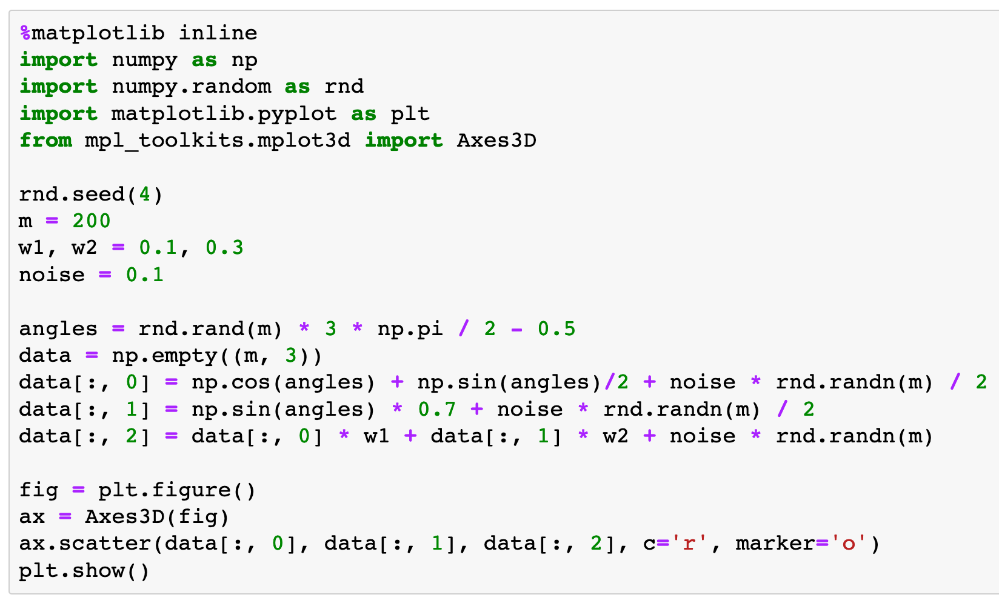 %matplotlib inline
import numpy as np
import numpy.random as rnd
import matplotlib.pyplot as plt
from mpl_toolkits.mplot3d import Axes3D

rnd.seed(4)
m = 200
w1, w2 = 0.1, 0.3
noise = 0.1

angles = rnd.rand(m) * 3 * np.pi / 2 - 0.5
data = np.empty((m, 3))
data[:, 0] = np.cos(angles) + np.sin(angles)/2 + noise * rnd.randn(m) / 2
data[:, 1] = np.sin(angles) * 0.7 + noise * rnd.randn(m) / 2
data[:, 2] = data[:, 0] * w1 + data[:, 1] * w2 + noise * rnd.randn(m)

fig = plt.figure()
ax = Axes3D(fig)
ax.scatter(data[:, 0], data[:, 1], data[:, 2], c='r', marker='o')
plt.show()